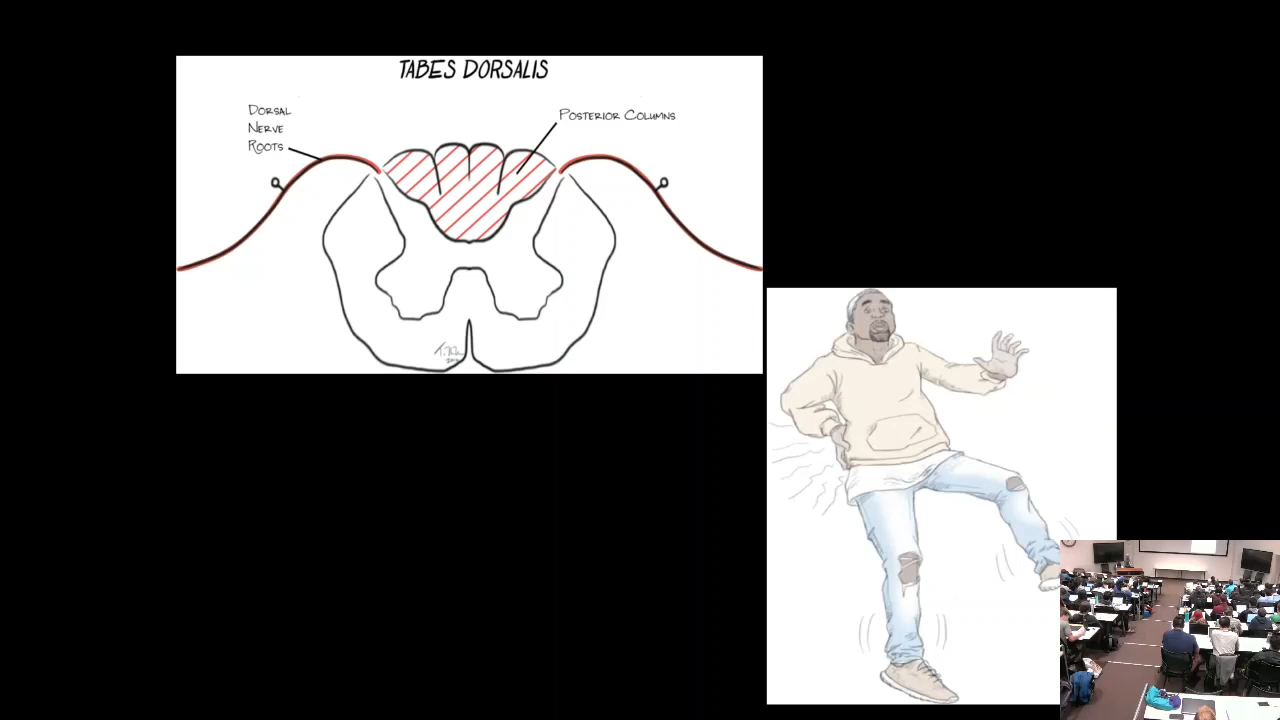 TABES DORSALIS
DORSAL
NERVE
ROOTS
POSTERIOR COLUMNS